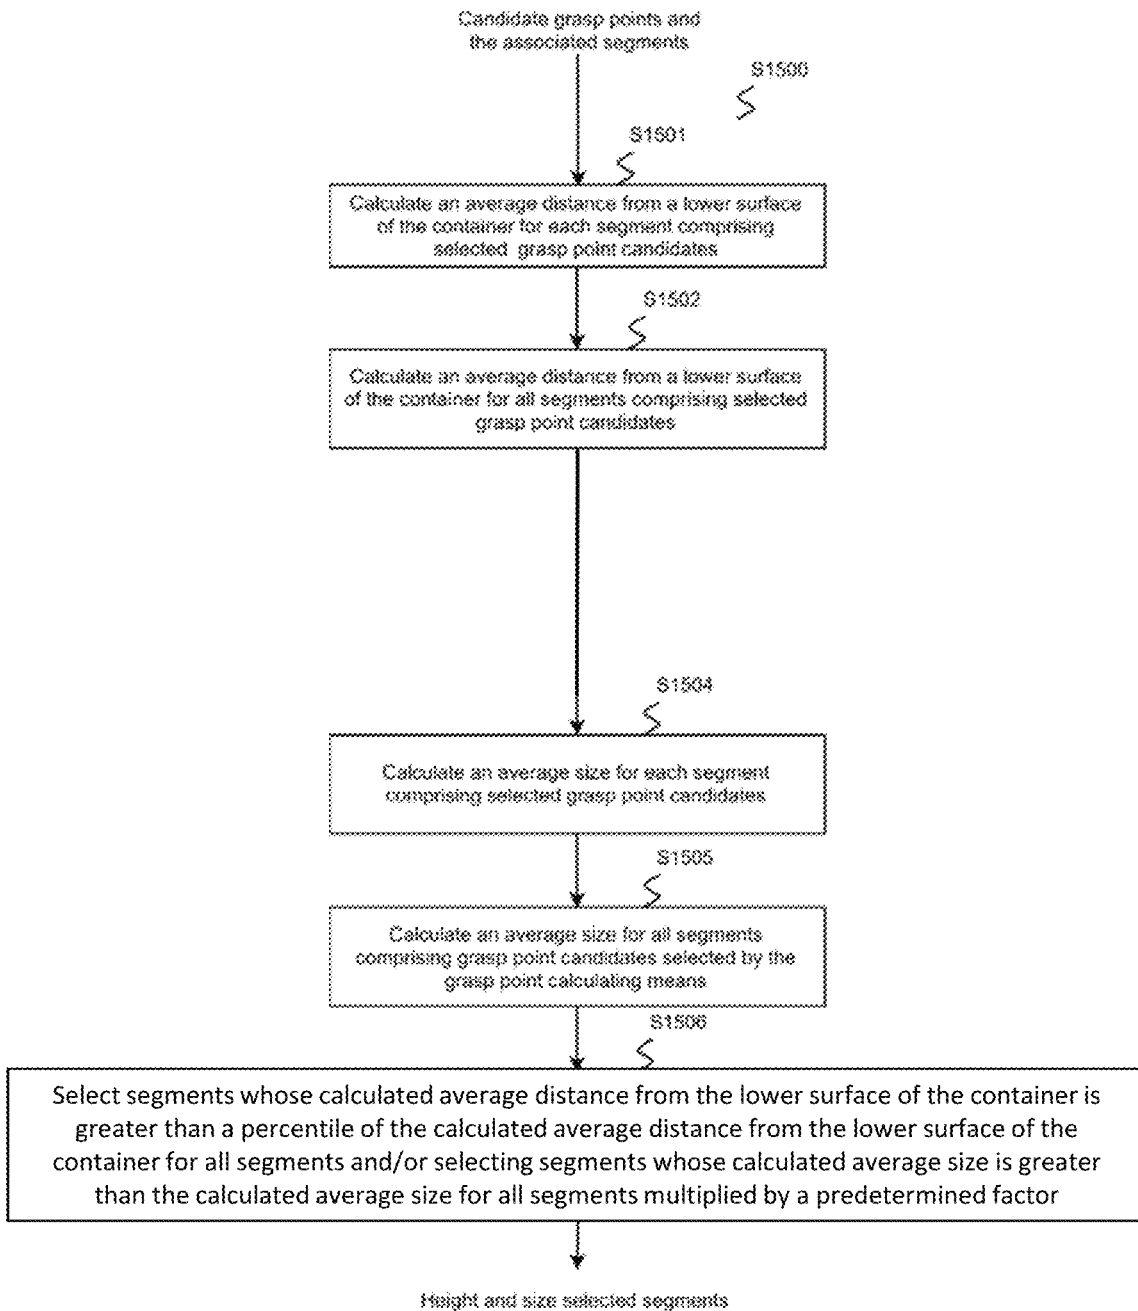 Candidate grasp points and
the associated segments
S1500
S1501
Calculate an average distance from a lower surface
of the container for each segment comprising
selected grasp point candidates
S1502
Calculate an average distance from a lower surface
of the container for all segments comprising selected
grasp point candidates
S1504
Calculate an average size for each segment
comprising selected grasp point candidates
S1505
Calculate an average size for all segments
comprising grasp point candidates selected by the
grasp point calculating means
S1506
Select segments whose calculated average distance from the lower surface of the container is
greater than a percentile of the calculated average distance from the lower surface of the
container for all segments and/or selecting segments whose calculated average size is greater
than the calculated average size for all segments multiplied by a predetermined factor
Height and size selected segments